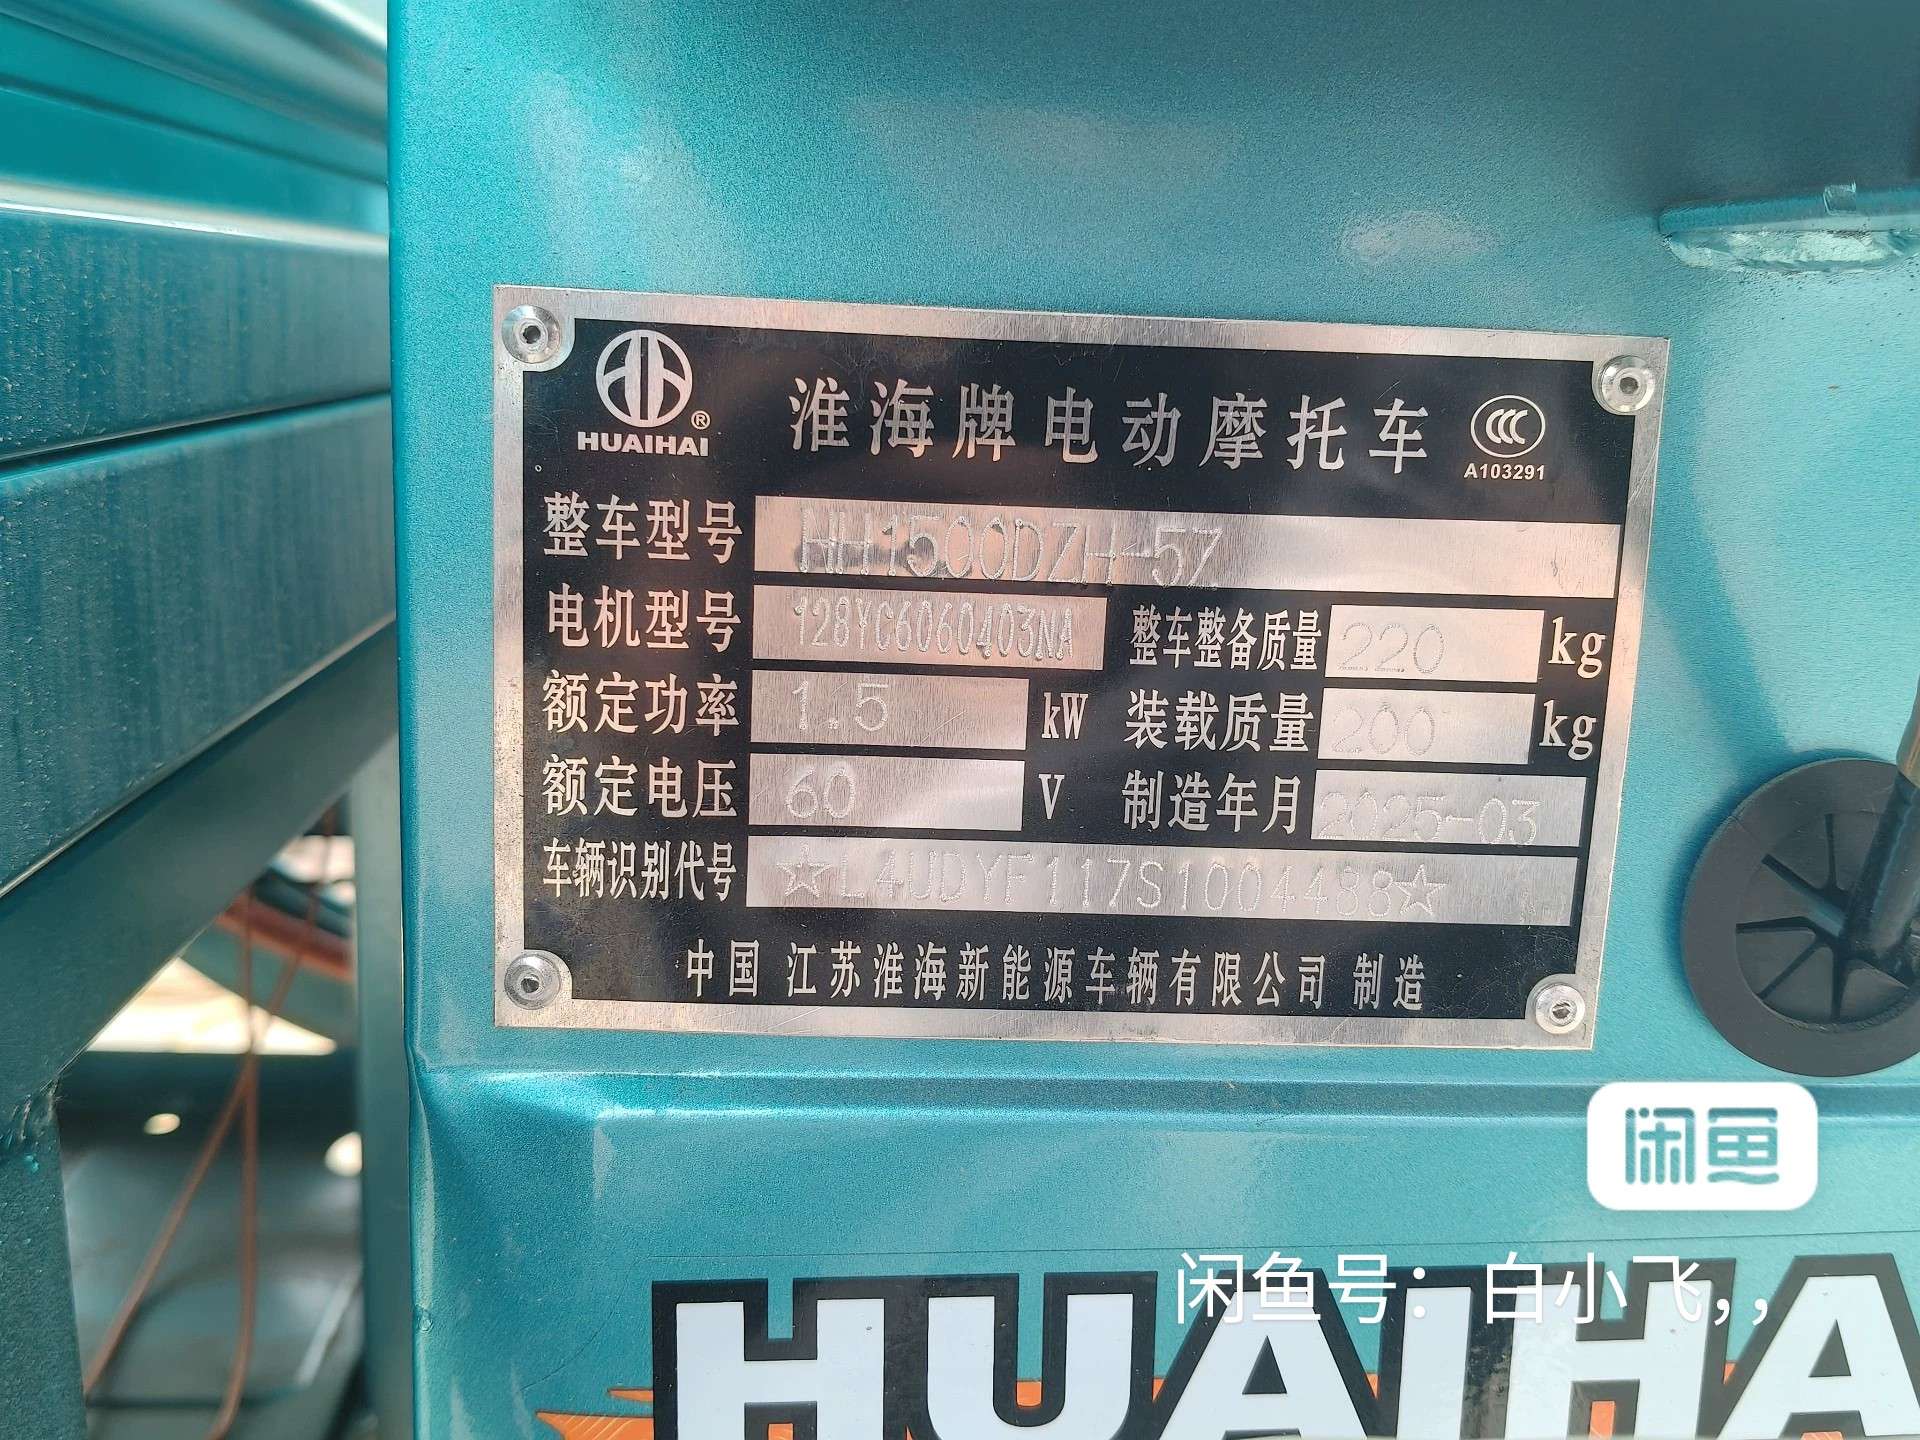 HUAIHAI ®
淮海牌电动摩托车
A103291
整车型号 HH1500DZH-5Z
电机型号 128YC6060403NA 整车整备质量 220 kg
额定功率 1.5 kW 装载质量 200 kg
额定电压 60 V 制造年月 2025-03
车辆识别代号 ☆L4UDYF117S1004488☆
中国 江苏淮海新能源车辆有限公司 制造
闲鱼
闲鱼号：白小飞，，
HUAIHA